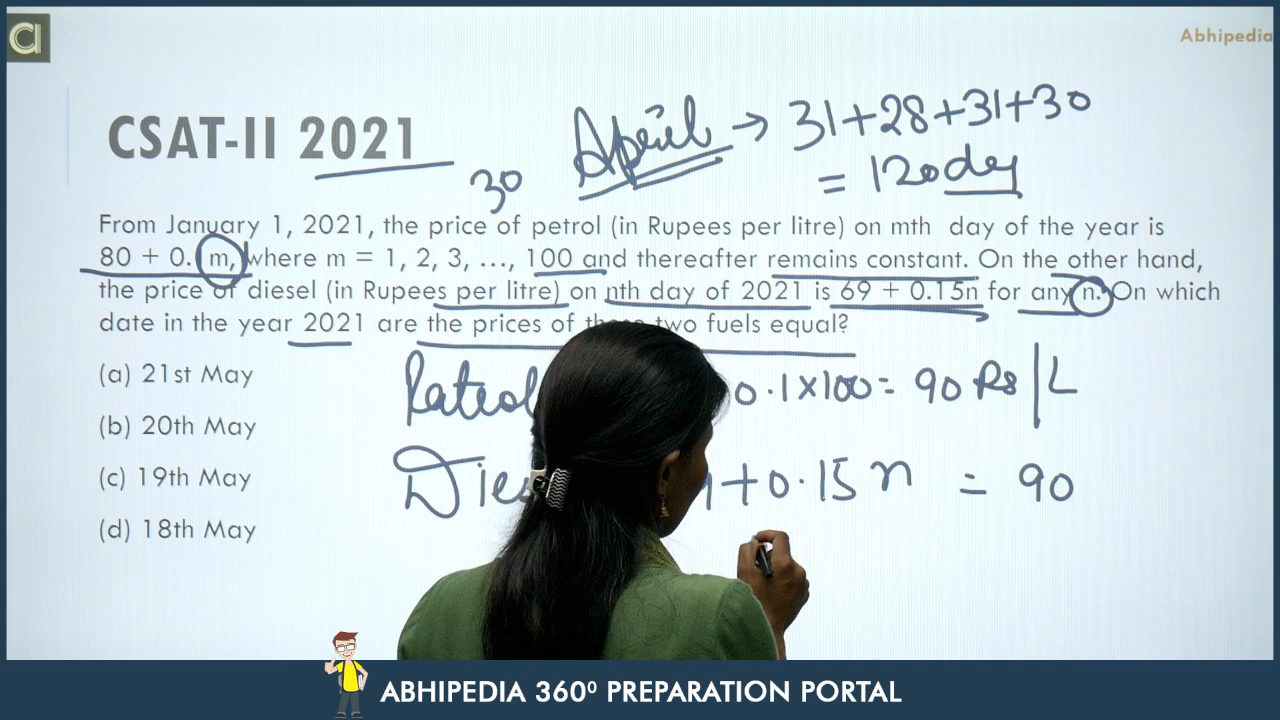 Abhipedia
CSAT-II 2021
April → 31+28+31+30
= 120 day
30
From January 1, 2021, the price of petrol (in Rupees per litre) on mth day of the year is
80 + 0. m, where m = 1, 2, 3, ..., 100 and thereafter remains constant. On the other hand,
the price of diesel (in Rupees per litre) on nth day of 2021 is 69 + 0.15n for any n. On which
date in the year 2021 are the prices of these two fuels equal?
(a) 21st May
(b) 20th May
(c) 19th May
(d) 18th May
0.1×100 = 90 Rs/L
+0.15n = 90
ABHIPEDIA 360⁰ PREPARATION PORTAL